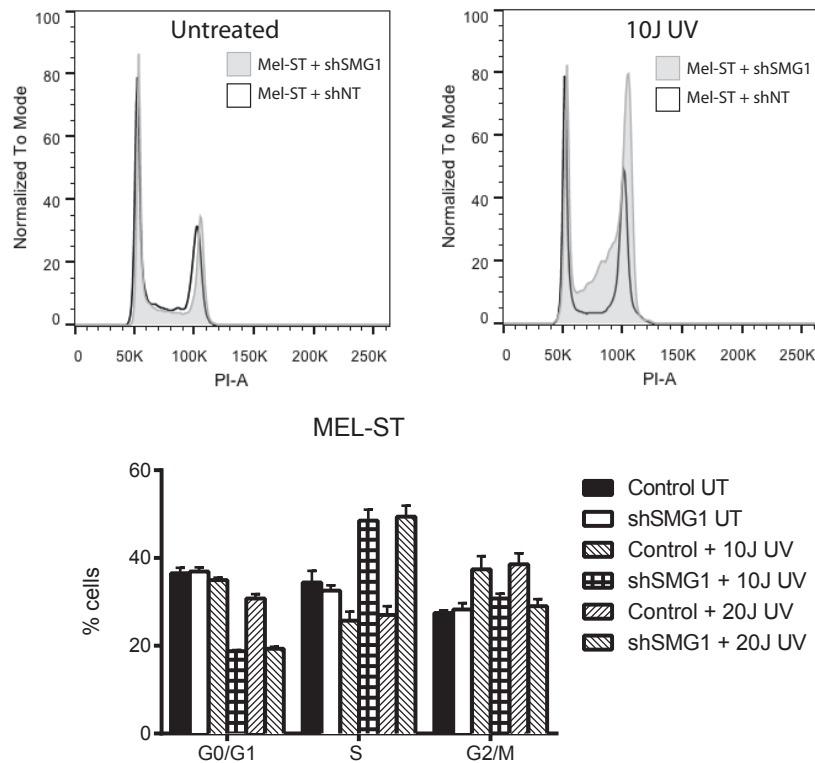 Untreated
Mel-ST + shSMG1
Mel-ST + shNT
Normalized To Mode
100
80
60
40
20
0
0 50K 100K 150K 200K 250K
PI-A
10J UV
Mel-ST + shSMG1
Mel-ST + shNT
Normalized To Mode
100
80
60
40
20
0
0 50K 100K 150K 200K 250K
PI-A
MEL-ST
% cells
60
40
20
0
G0/G1 S G2/M
Control UT
shSMG1 UT
Control + 10J UV
shSMG1 + 10J UV
Control + 20J UV
shSMG1 + 20J UV